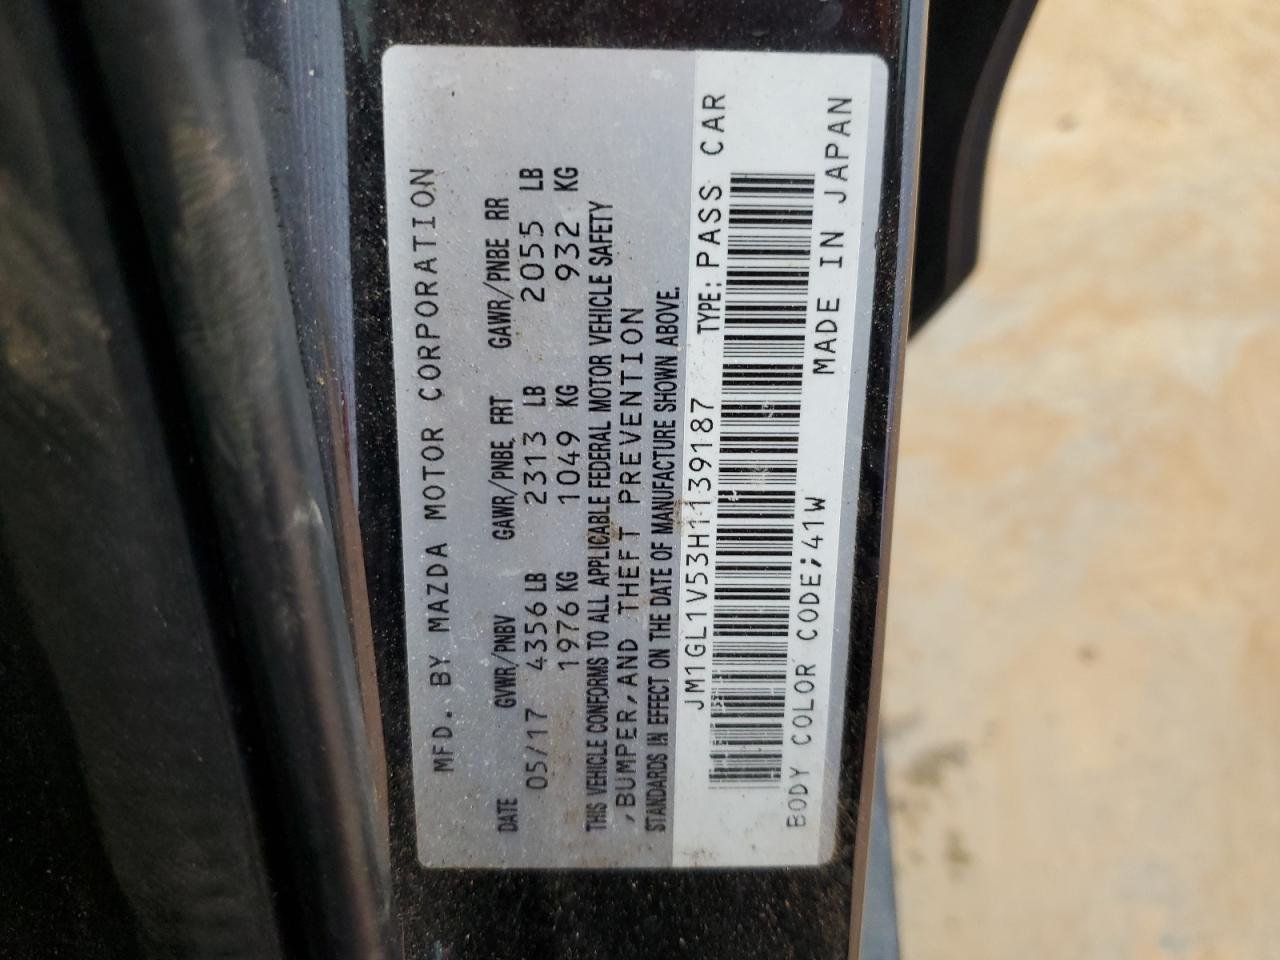 MFD. BY MAZDA MOTOR CORPORATION
DATE GVWR/PNBV GAWR/PNBE, FRT GAWR/PNBE RR
05/17 4356 LB 2313 LB 2055 LB
1976 KG 1049 KG 932 KG
THIS VEHICLE CONFORMS TO ALL APPLICABLE FEDERAL MOTOR VEHICLE SAFETY
,BUMPER,AND THEFT PREVENTION
STANDARDS IN EFFECT ON THE DATE OF MANUFACTURE SHOWN ABOVE.
JM1GL1V53H1139187 TYPE: PASS CAR
BODY COLOR CODE;41W MADE IN JAPAN